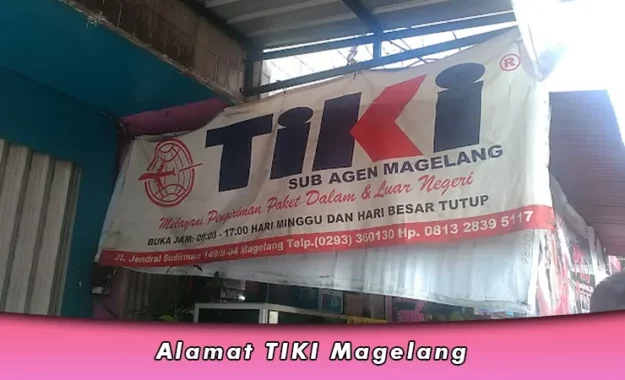 TiKi ®
SUB AGEN MAGELANG
Melayani Pengiriman Paket Dalam & Luar Negeri
BUKA JAM: 08:00 - 17:00 HARI MINGGU DAN HARI BESAR TUTUP
JL. Jendral Sudirman Magelang Telp.(0293) 360130 Hp. 0813 2839 5117
Alamat TIKI Magelang